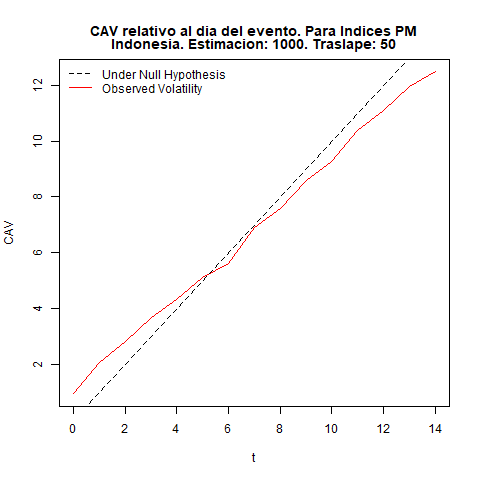 CAV relativo al dia del evento. Para Indices PM
Indonesia. Estimacion: 1000. Traslape: 50
Under Null Hypothesis
Observed Volatility
CAV
12
10
8
6
4
2
0 2 4 6 8 10 12 14
t